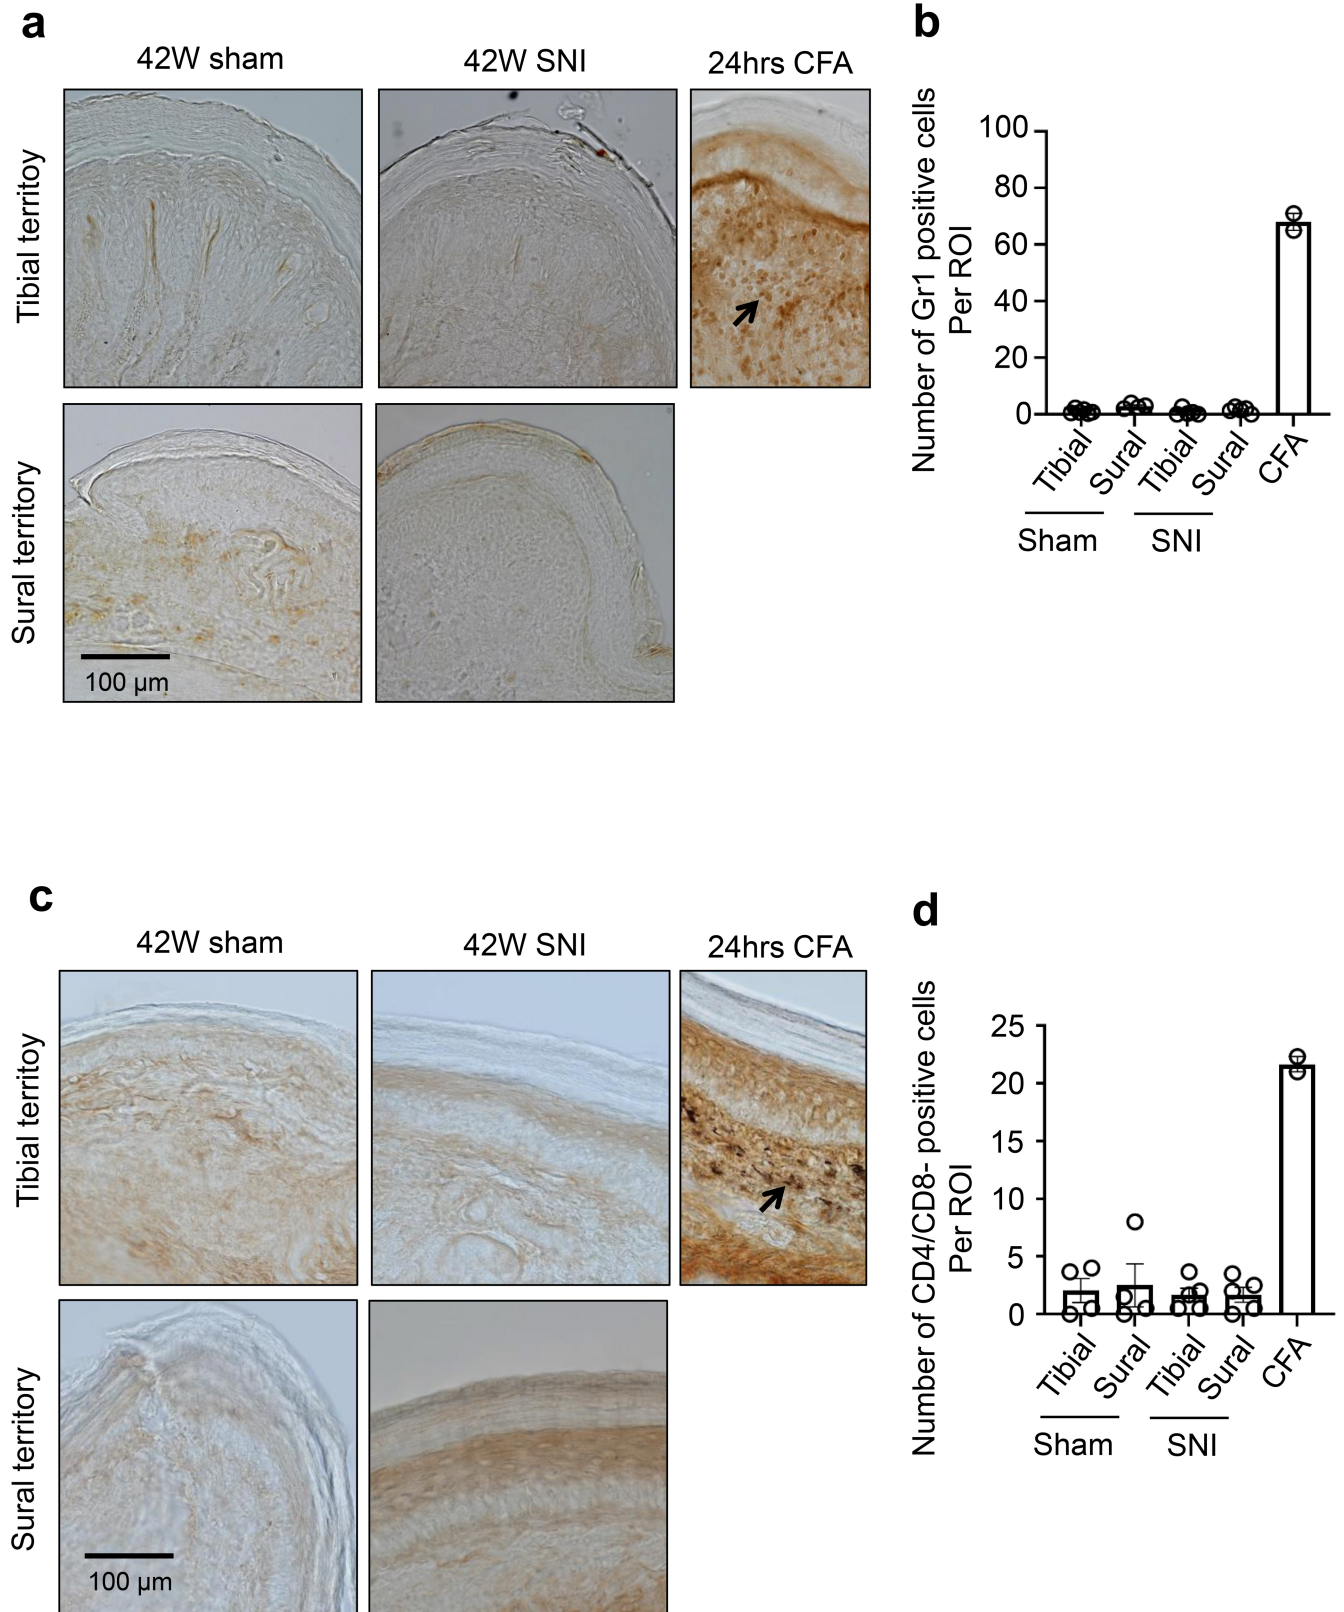 a
42W sham
42W SNI
24hrs CFA
Tibial territoy
Sural territory
100 µm
b
Number of Gr1 positive cells
Per ROI
100
80
60
40
20
0
Tibial
Sural
Tibial
Sural
CFA
Sham
SNI
c
42W sham
42W SNI
24hrs CFA
Tibial territoy
Sural territory
100 µm
d
Number of CD4/CD8- positive cells
Per ROI
25
20
15
10
5
0
Tibial
Sural
Tibial
Sural
CFA
Sham
SNI